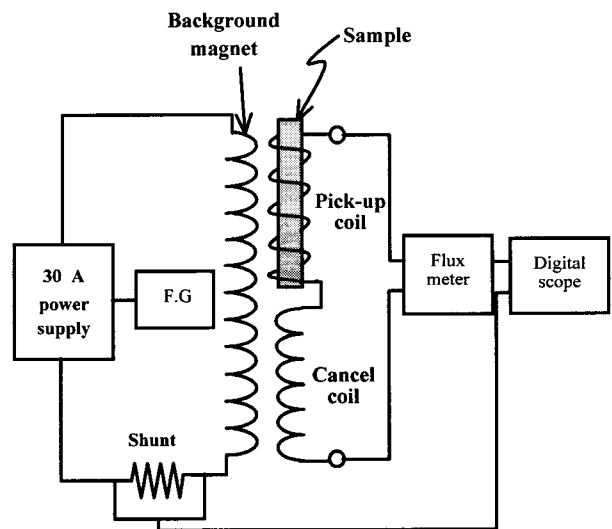 Background
magnet
Sample
Pick-up
coil
30 A
power
supply
F.G
Flux
meter
Digital
scope
Cancel
coil
Shunt